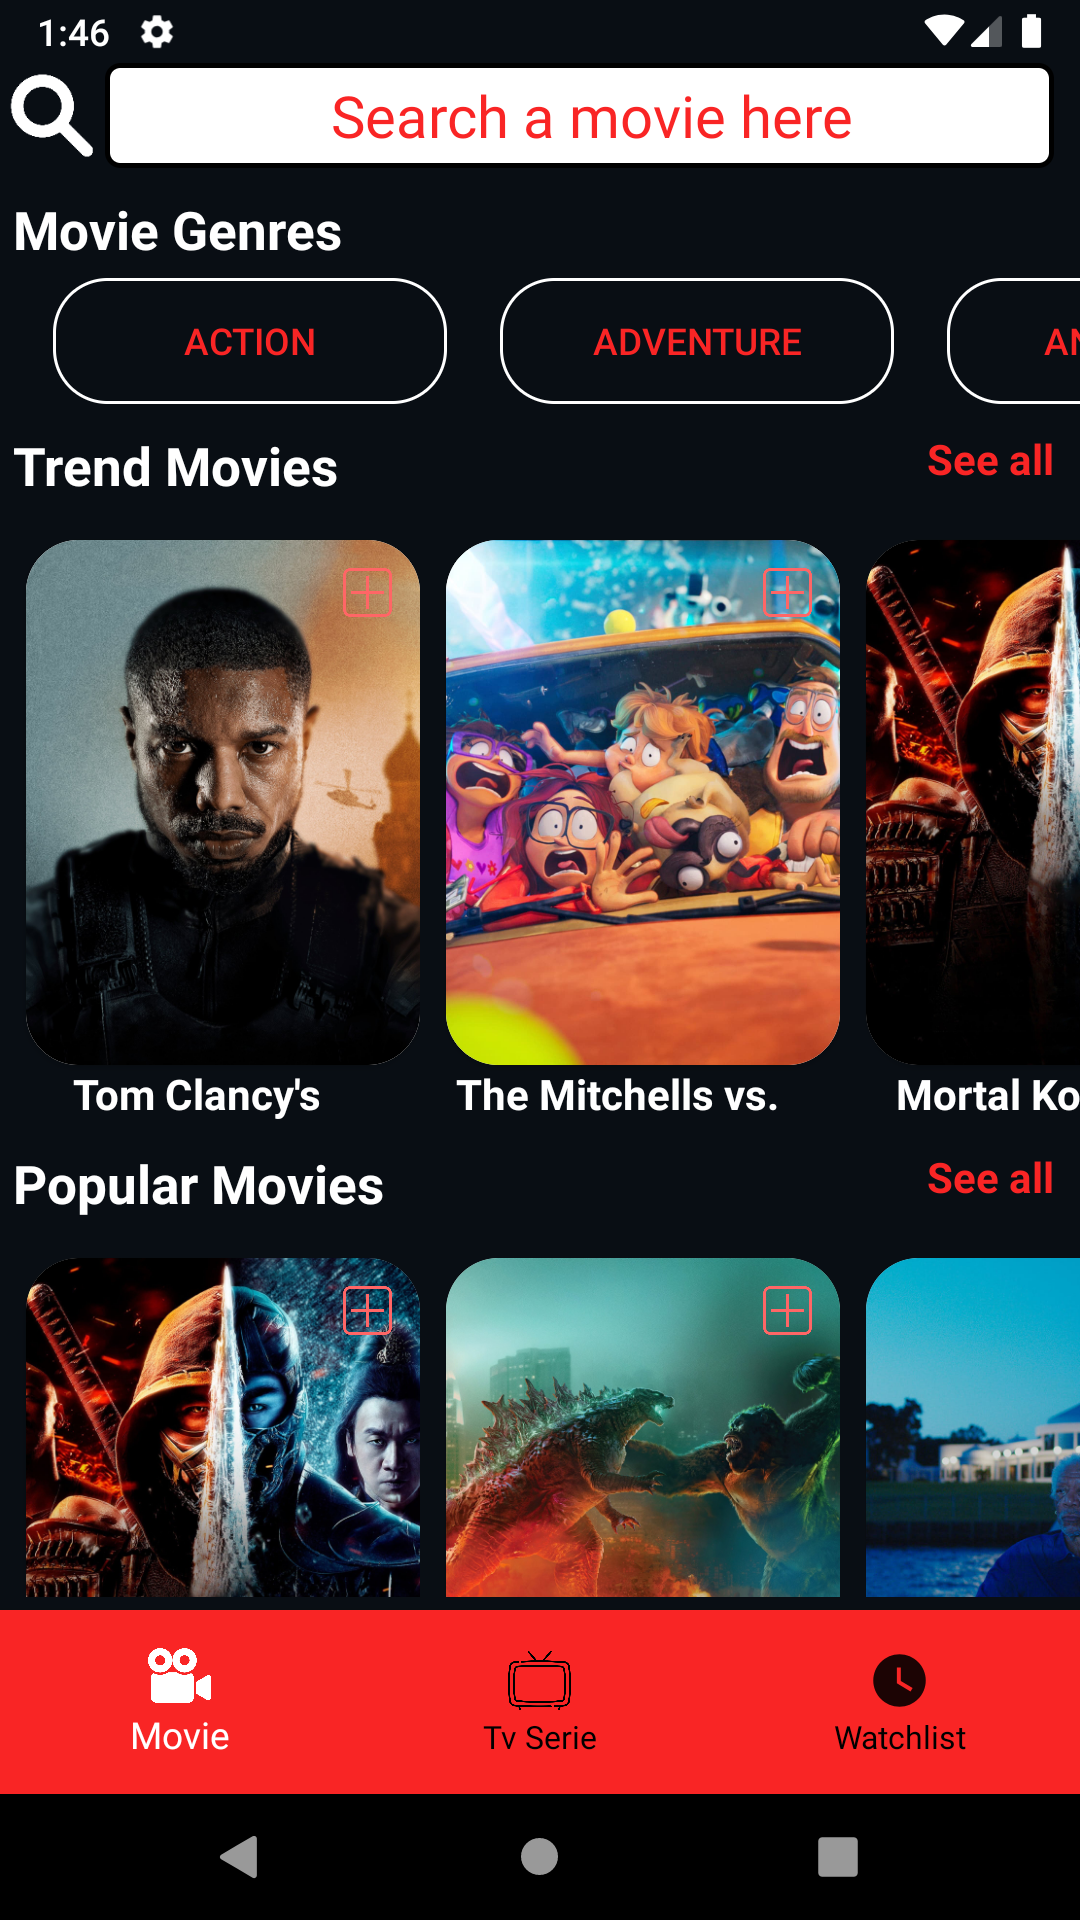 1:46
Search a movie here
Movie Genres
ACTION
ADVENTURE
AN
Trend Movies
See all
Tom Clancy's
The Mitchells vs.
Mortal Ko
Popular Movies
See all
Movie
Tv Serie
Watchlist